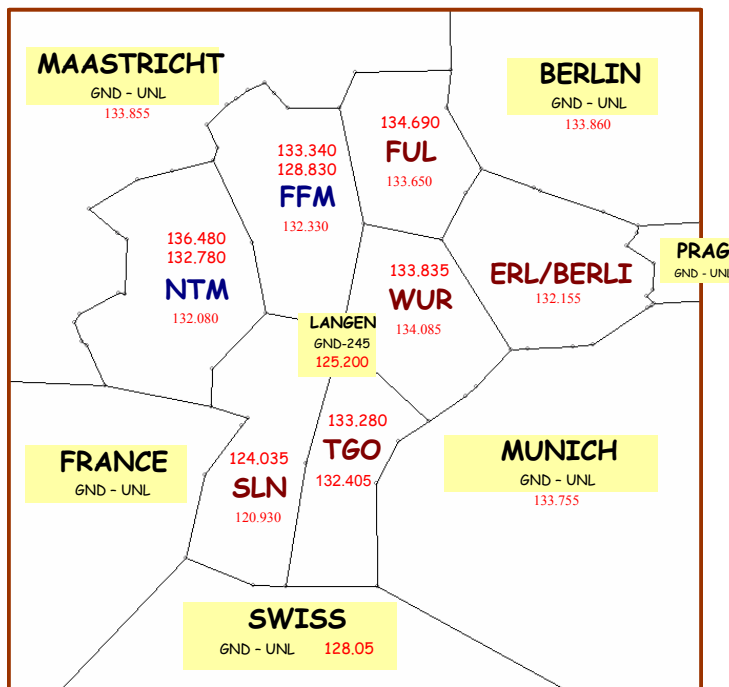 MAASTRICHT
GND - UNL
133.855
BERLIN
GND - UNL
133.860
134.690
FUL
133.650
133.340
128.830
FFM
132.330
136.480
132.780
NTM
132.080
133.835
WUR
134.085
ERL/BERLI
132.155
PRAG
GND - UNL
LANGEN
GND-245
125.200
133.280
TGO
132.405
124.035
SLN
120.930
FRANCE
GND - UNL
MUNICH
GND - UNL
133.755
SWISS
GND - UNL 128.05